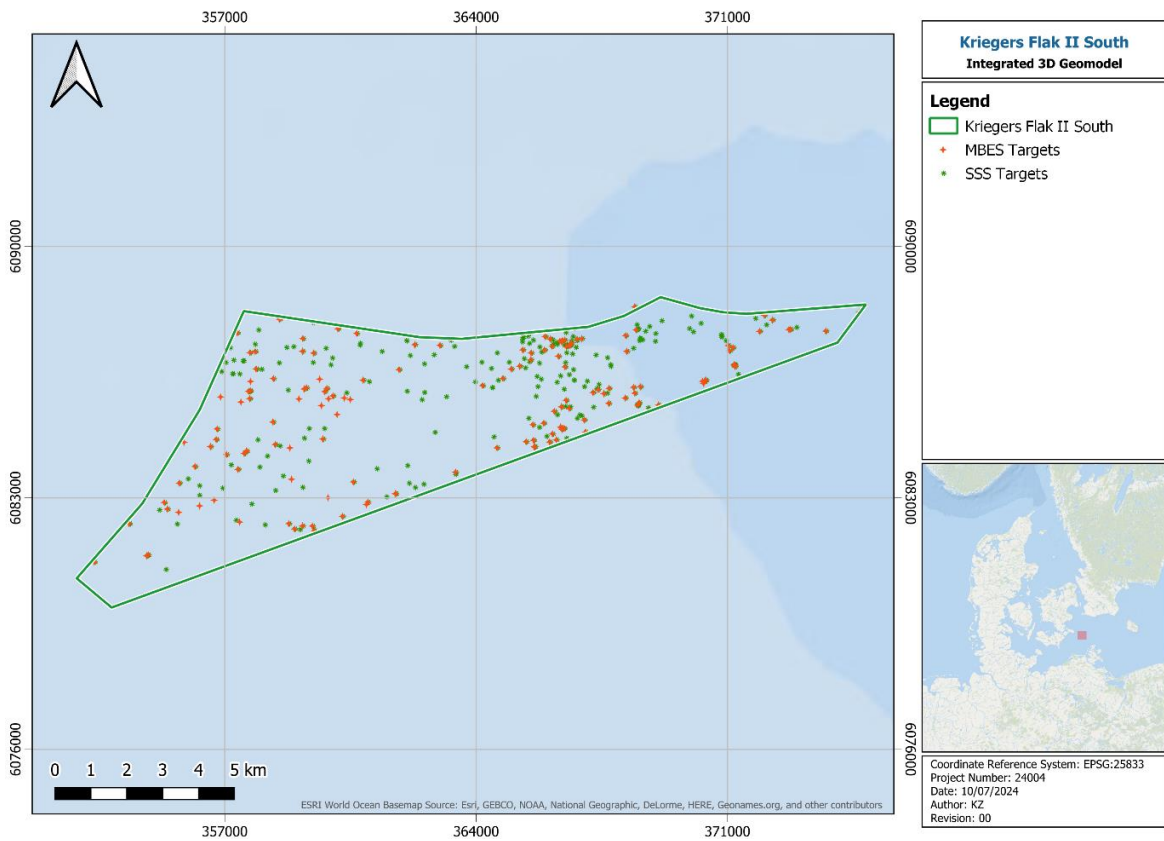 357000 364000 371000
Kriegers Flak II South
Integrated 3D Geomodel
Legend
Kriegers Flak II South
MBES Targets
SSS Targets
6090000 6090000
6083000 6083000
6076000 6076000
0 1 2 3 4 5 km
ESRI World Ocean Basemap Source: Esri, GEBCO, NOAA, National Geographic, DeLorme, HERE, Geonames.org, and other contributors
357000 364000 371000
Coordinate Reference System: EPSG:25833
Project Number: 24004
Date: 10/07/2024
Author: KZ
Revision: 00